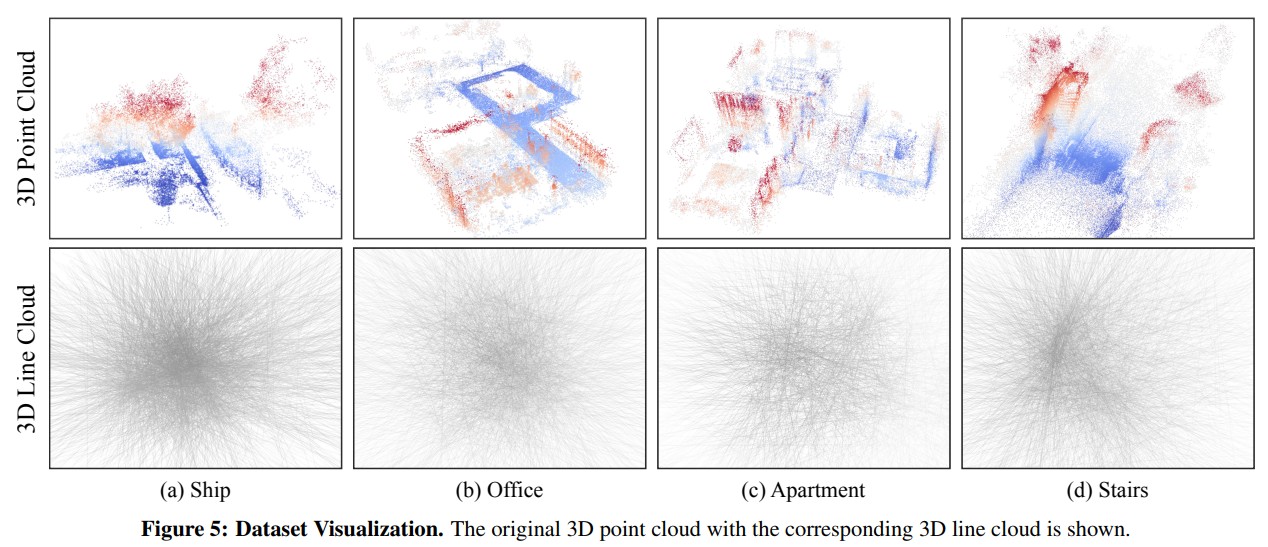 3D Point Cloud
3D Line Cloud
(a) Ship
(b) Office
(c) Apartment
(d) Stairs
Figure 5: Dataset Visualization. The original 3D point cloud with the corresponding 3D line cloud is shown.